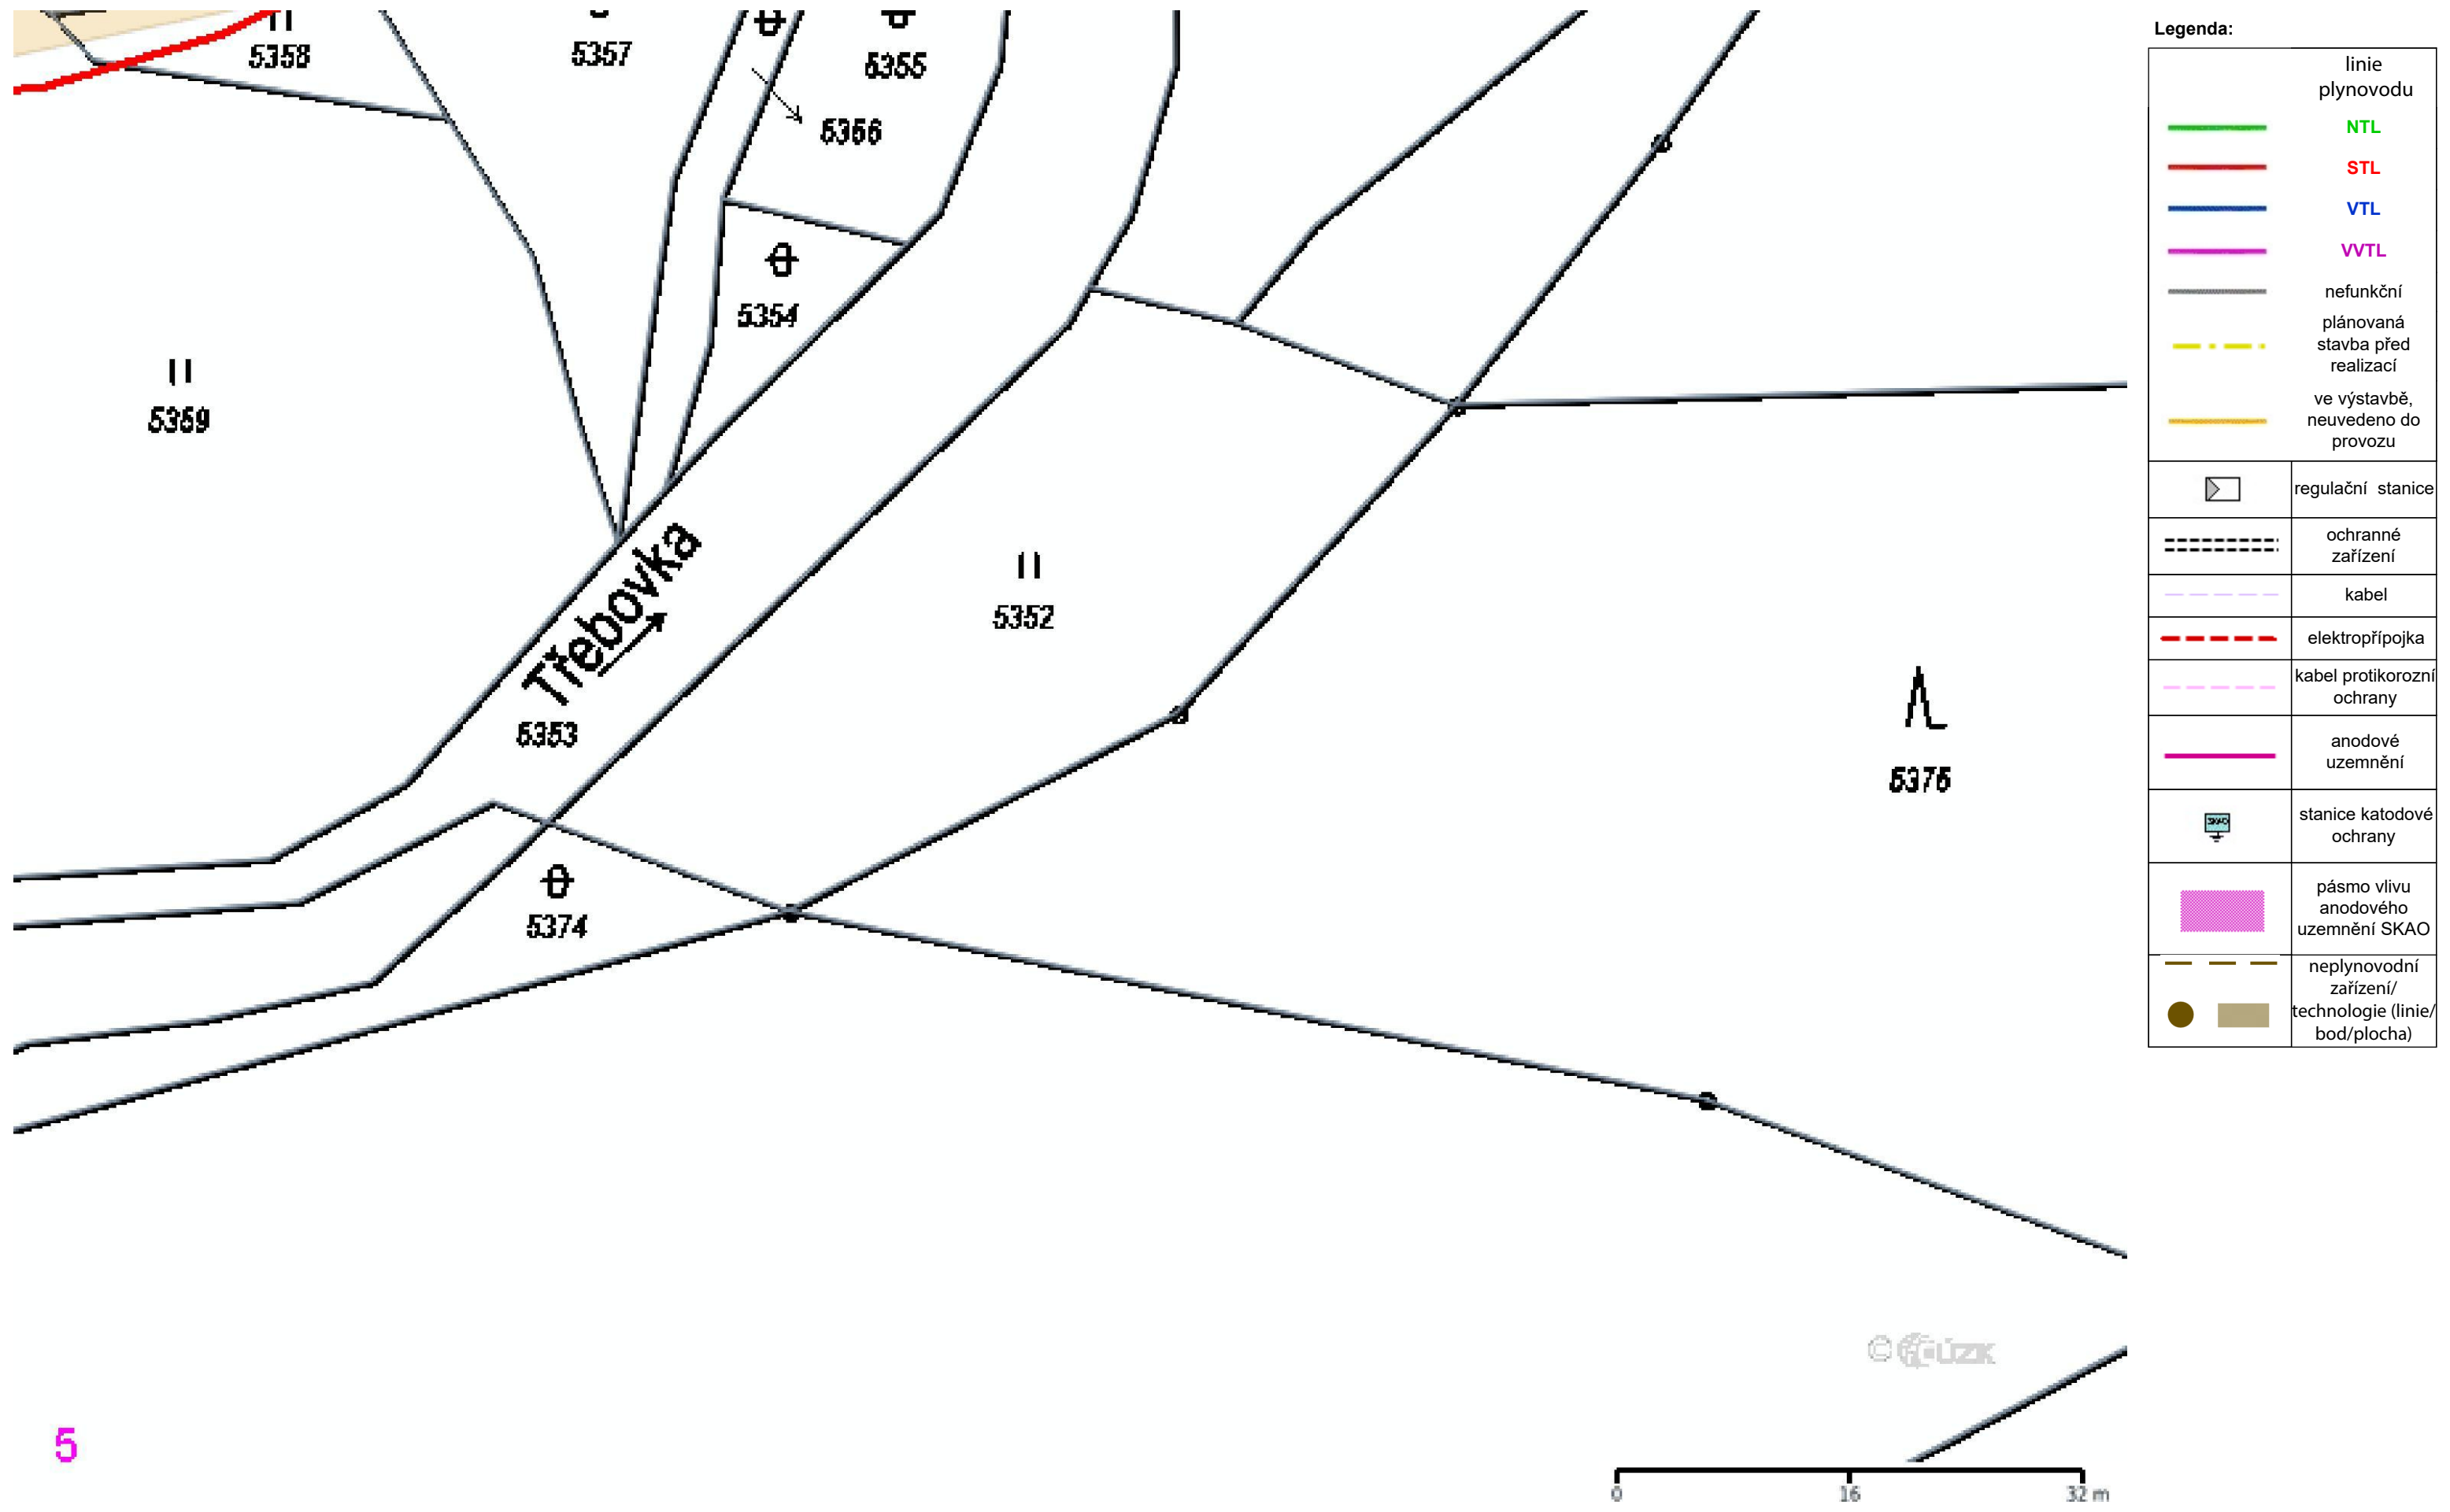 5358
5357
5355
5356
5354
5359
Třebovka
5353
5352
5375
5374
5
0 16 32 m
Legenda:
linie
plynovodu
NTL
STL
VTL
VVTL
nefunkční
plánovaná
stavba před
realizací
ve výstavbě,
neuvedeno do
provozu
regulační stanice
ochranné
zařízení
kabel
elektropřípojka
kabel protikorozní
ochrany
anodové
uzemnění
SKAO
stanice katodové
ochrany
pásmo vlivu
anodového
uzemnění SKAO
neplynovodní
zařízení/
technologie (linie/
bod/plocha)